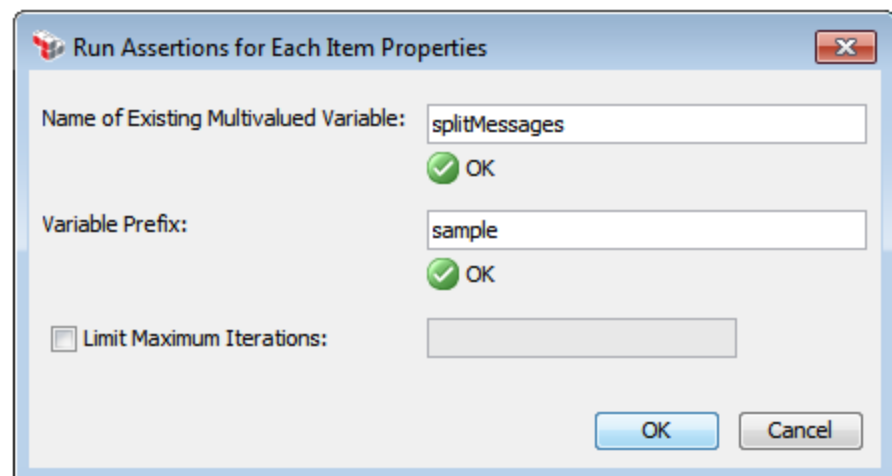 Run Assertions for Each Item Properties
Name of Existing Multivalued Variable: splitMessages
OK
Variable Prefix: sample
OK
Limit Maximum Iterations:
OK Cancel